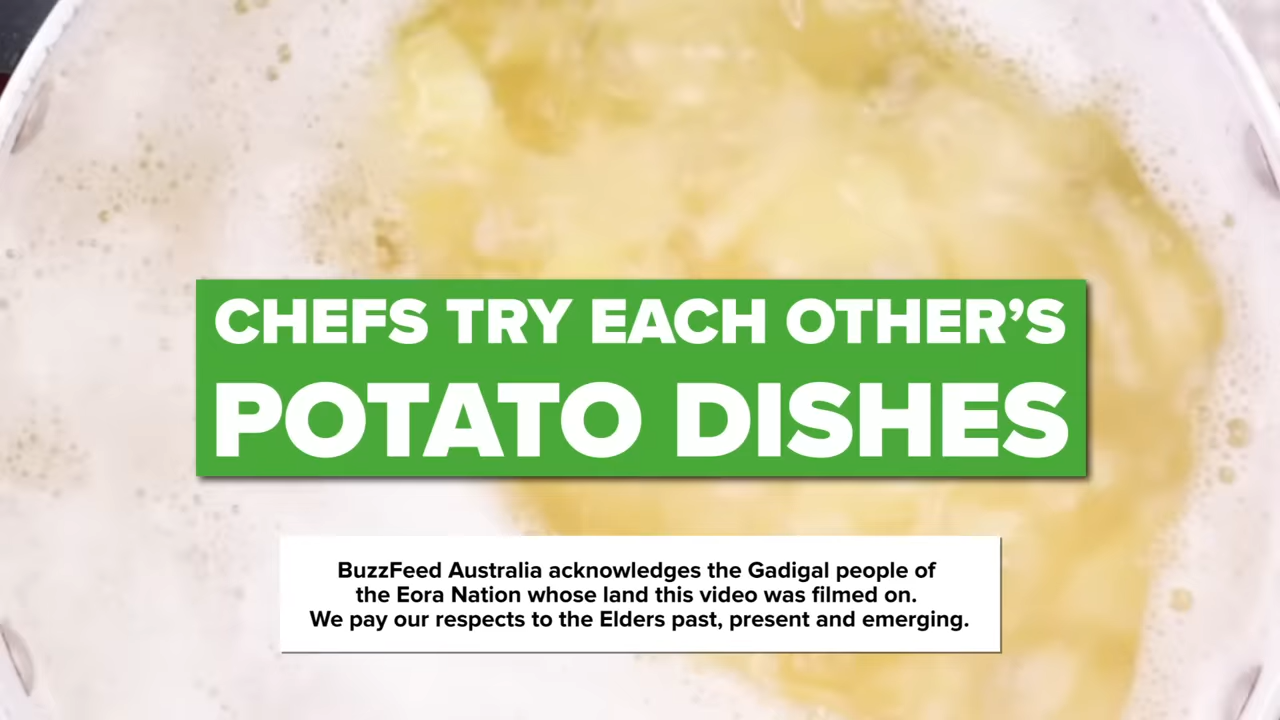 CHEFS TRY EACH OTHER’S
POTATO DISHES
BuzzFeed Australia acknowledges the Gadigal people of
the Eora Nation whose land this video was filmed on.
We pay our respects to the Elders past, present and emerging.